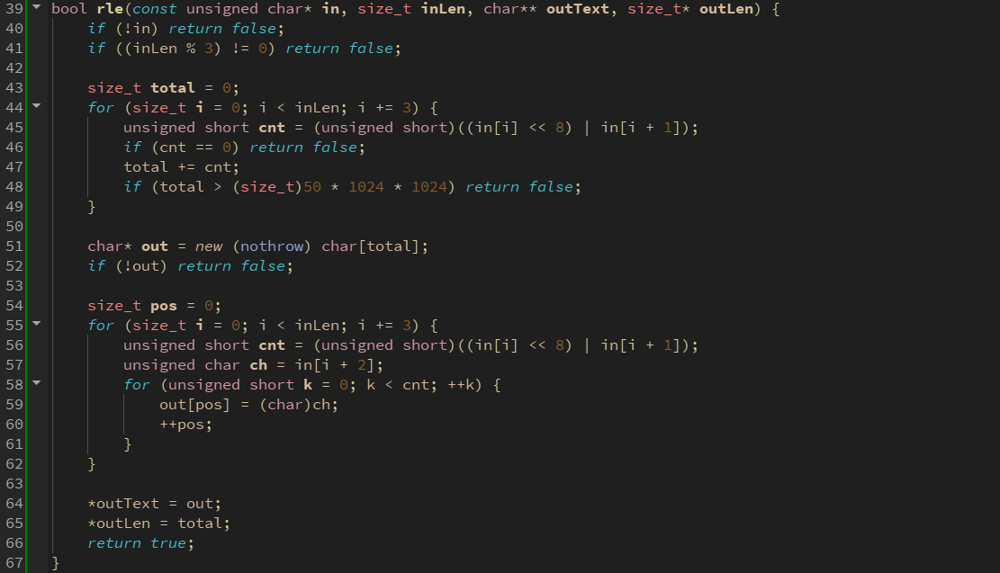 39 bool rle(const unsigned char* in, size_t inLen, char** outText, size_t* outLen) {
40     if (!in) return false;
41     if ((inLen % 3) != 0) return false;
42
43     size_t total = 0;
44     for (size_t i = 0; i < inLen; i += 3) {
45         unsigned short cnt = (unsigned short)((in[i] << 8) | in[i + 1]);
46         if (cnt == 0) return false;
47         total += cnt;
48         if (total > (size_t)50 * 1024 * 1024) return false;
49     }
50
51     char* out = new (nothrow) char[total];
52     if (!out) return false;
53
54     size_t pos = 0;
55     for (size_t i = 0; i < inLen; i += 3) {
56         unsigned short cnt = (unsigned short)((in[i] << 8) | in[i + 1]);
57         unsigned char ch = in[i + 2];
58         for (unsigned short k = 0; k < cnt; ++k) {
59             out[pos] = (char)ch;
60             ++pos;
61         }
62     }
63
64     *outText = out;
65     *outLen = total;
66     return true;
67 }